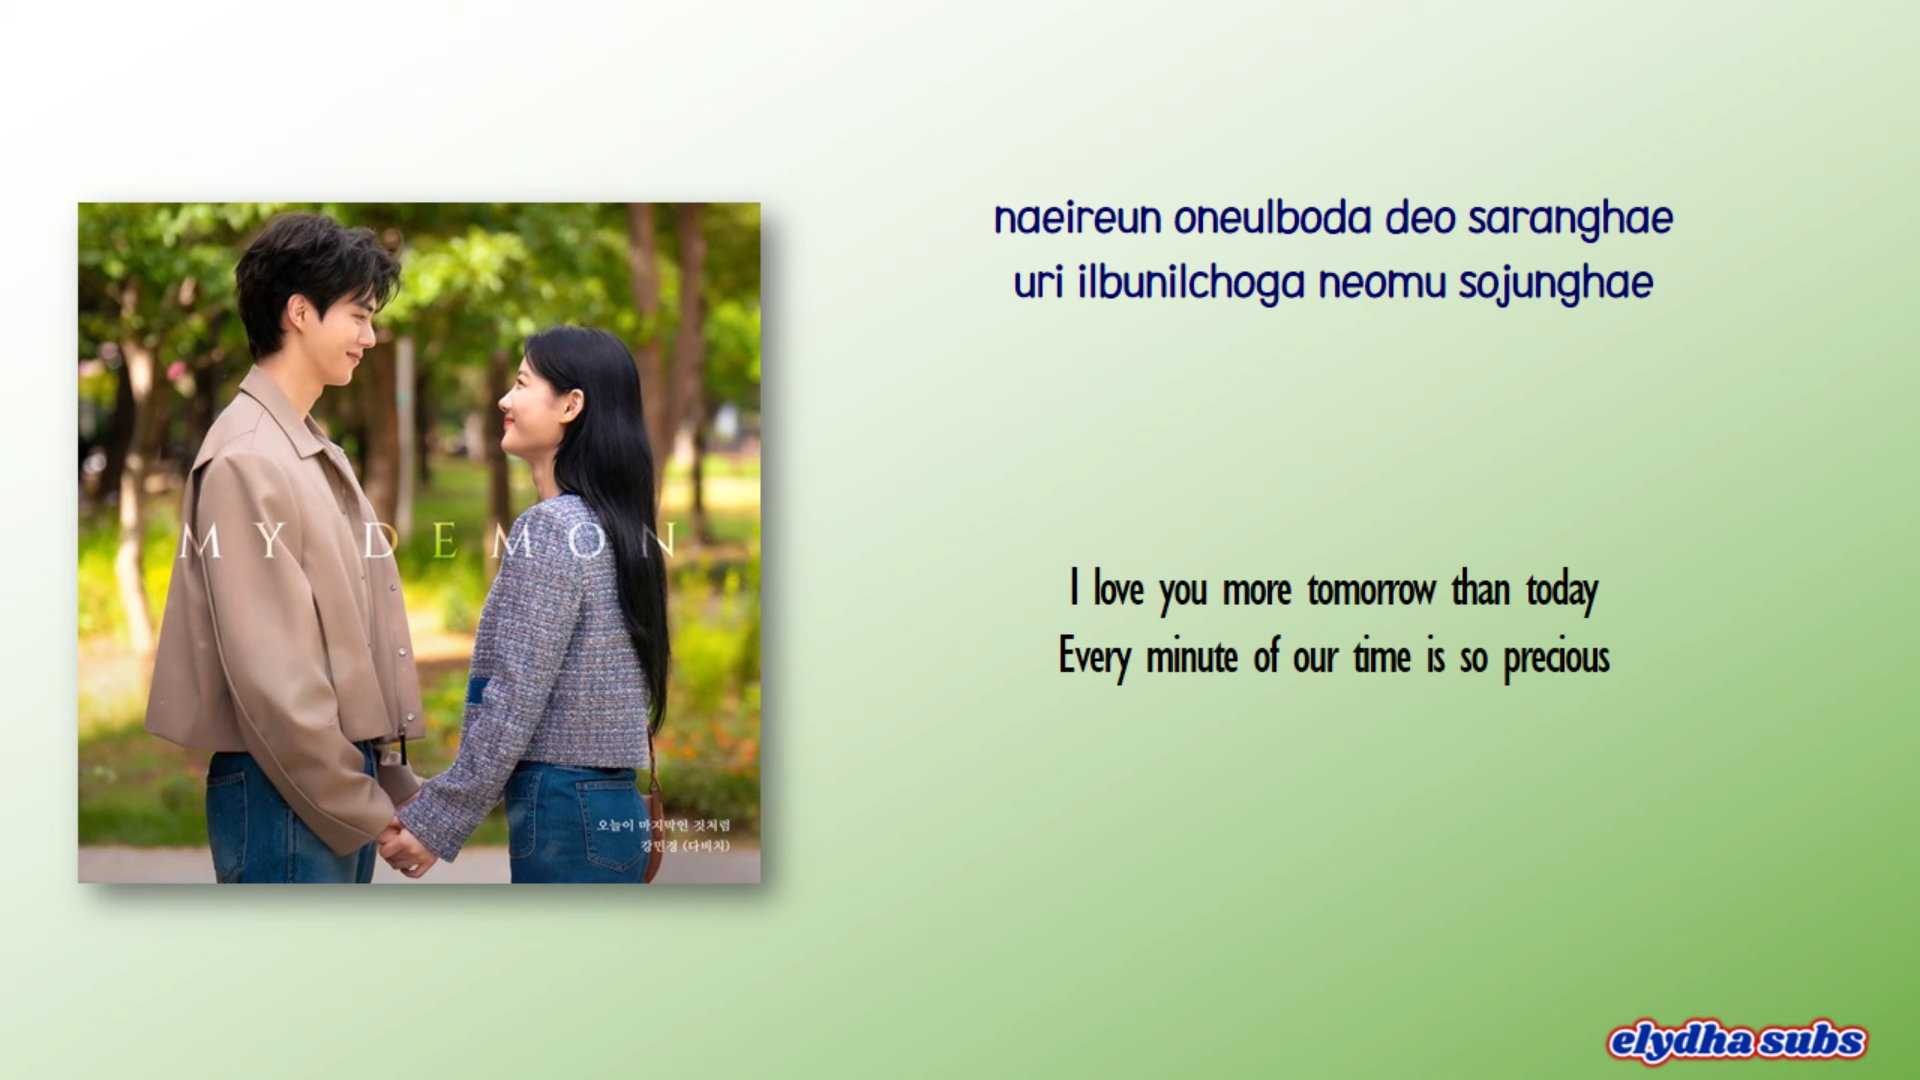 naeireun oneulboda deo saranghae
uri ilbunilchoga neomu sojunghae
MY DEMON
I love you more tomorrow than today
Every minute of our time is so precious
오늘이 마지막인 것처럼
강민경 (다비치)
elydha subs